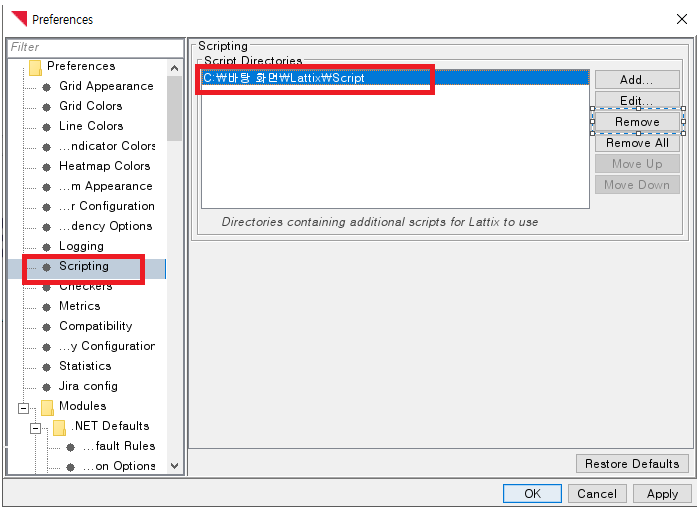 Preferences
Filter
Preferences
Grid Appearance
Grid Colors
Line Colors
...ndicator Colors
Heatmap Colors
...m Appearance
...r Configuration
...dency Options
Logging
Scripting
Checkers
Metrics
Compatibility
...y Configuration
Statistics
Jira config
Modules
.NET Defaults
...fault Rules
...on Options
Scripting
Script Directories
C:₩바탕 화면₩Lattix₩Script
Add...
Edit...
Remove
Remove All
Move Up
Move Down
Directories containing additional scripts for Lattix to use
Restore Defaults
OK
Cancel
Apply